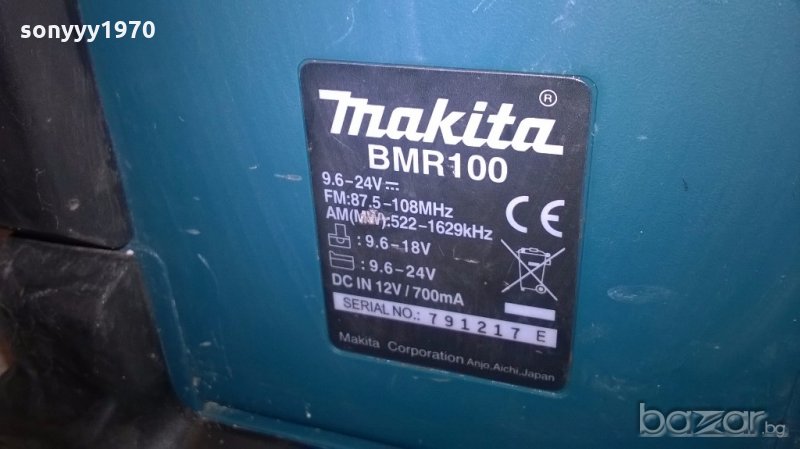 sonyyy1970
makita®
BMR100
9.6-24V⎓
FM:87.5-108MHz
AM(MW):522-1629kHz
CE
: 9.6-18V
: 9.6-24V
DC IN 12V / 700mA
SERIAL NO.: 791217 E
Makita Corporation Anjo,Aichi,Japan
bazar.bg